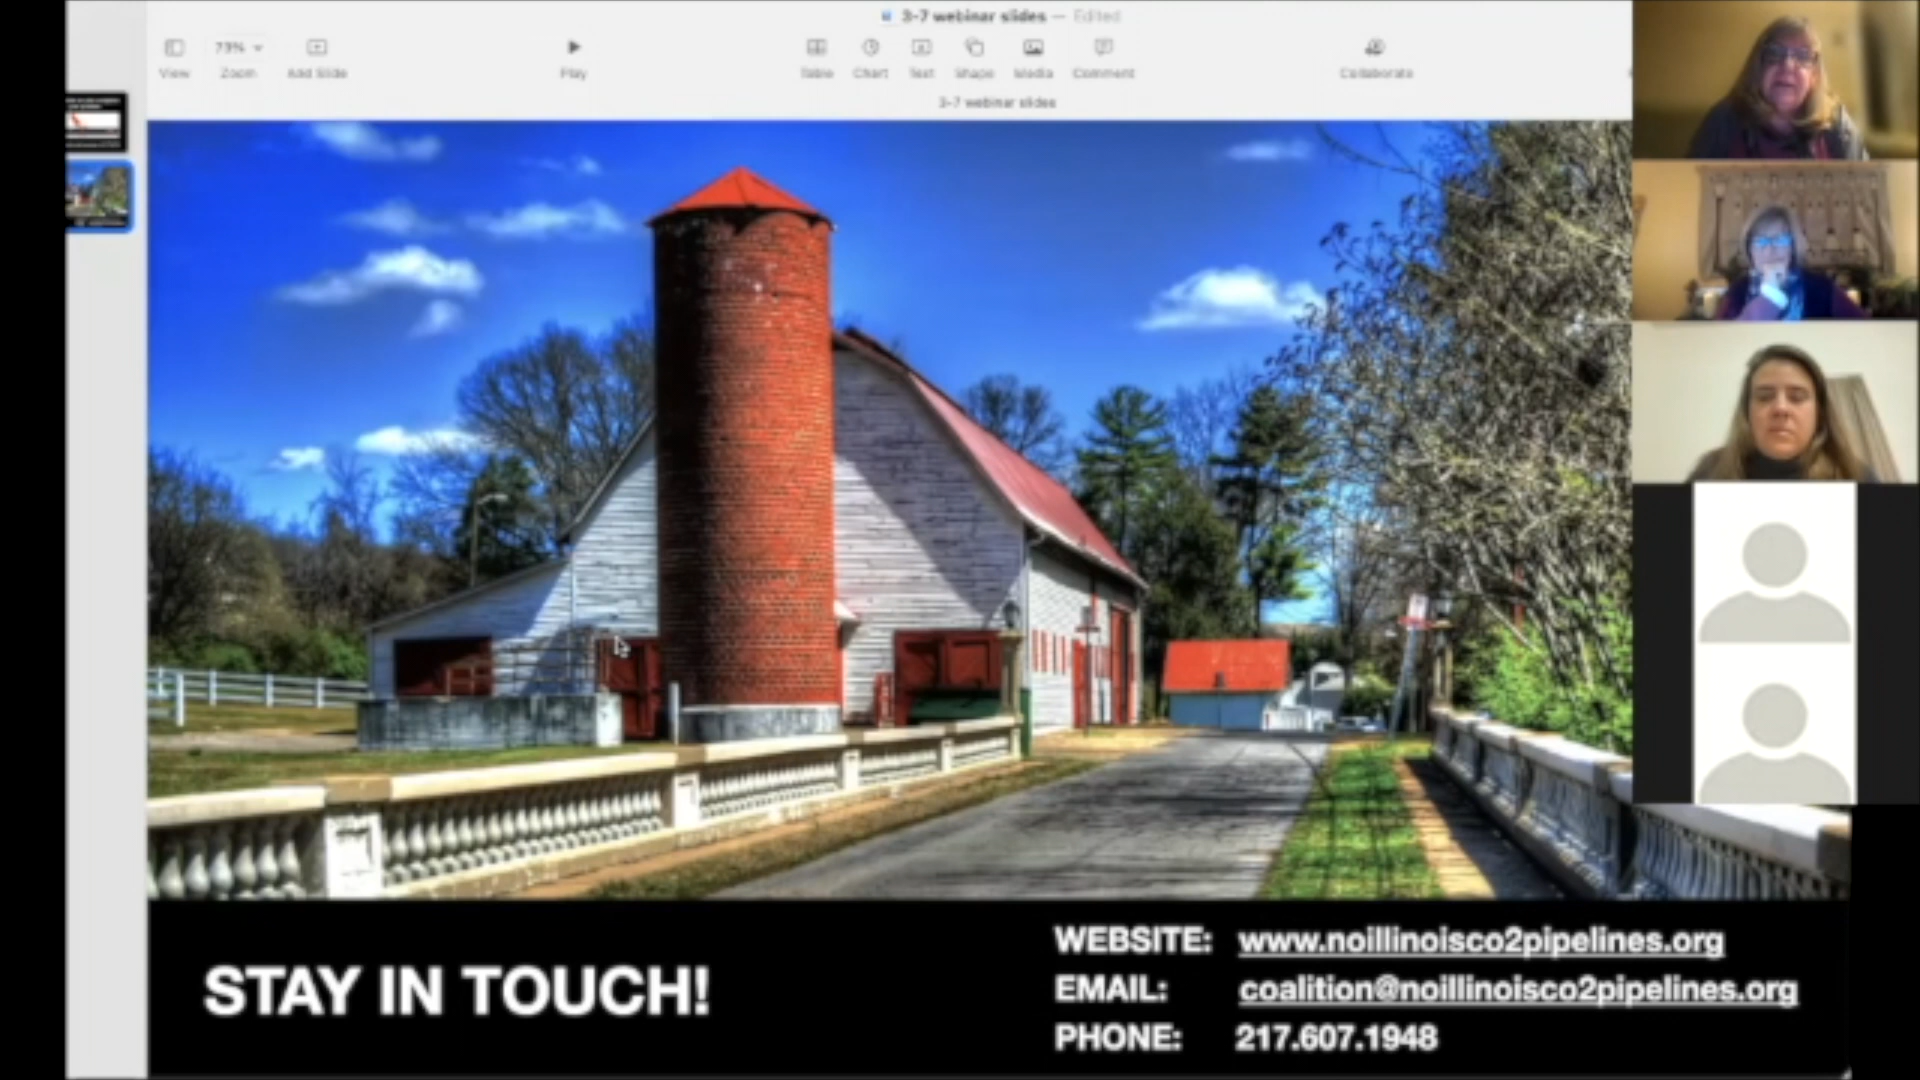 3-7 webinar slides — Edited
79%
View Zoom Add Slide Play Table Chart Text Shape Media Comment Collaborate
3-7 webinar slides
STAY IN TOUCH!
WEBSITE: www.noillinoisco2pipelines.org
EMAIL: coalition@noillinoisco2pipelines.org
PHONE: 217.607.1948